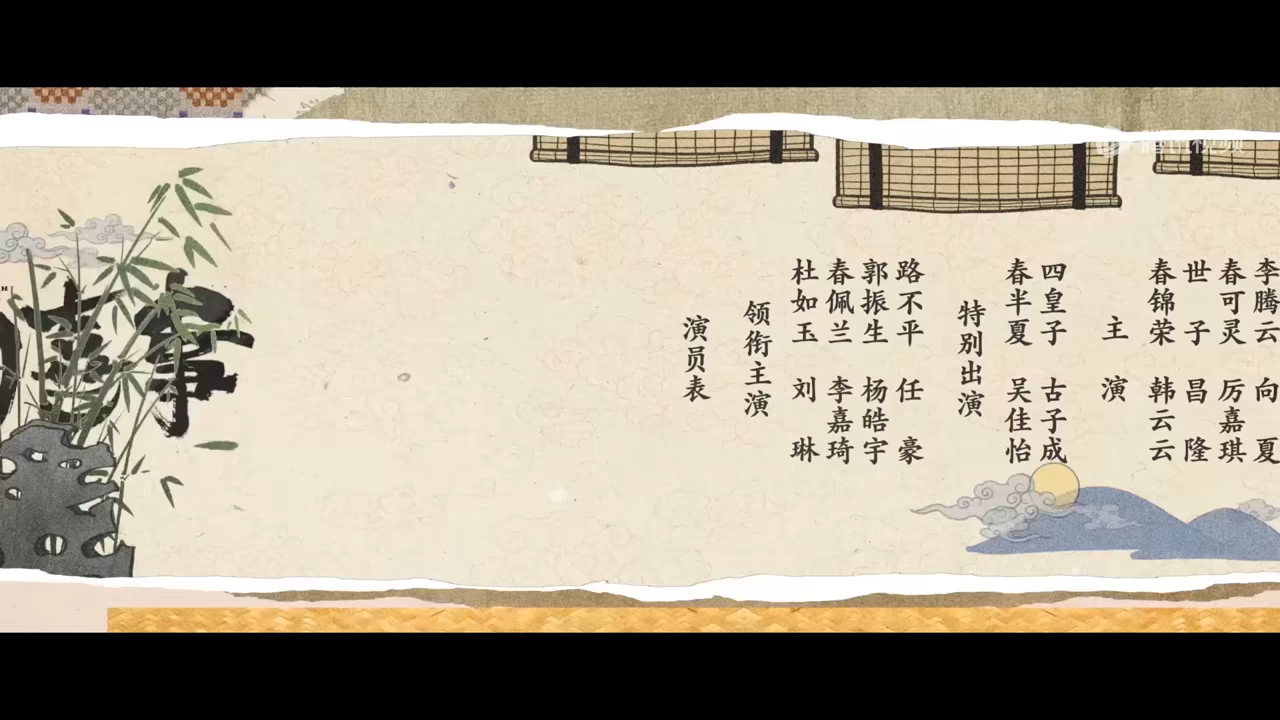 演员表
领衔主演
杜如玉 刘琳
春佩兰 李嘉琦
郭振生 杨皓宇
路不平 任豪
特别出演
春半夏 吴佳怡
四皇子 古子成
主演
春锦荣 韩云云
世子 昌隆
春可灵 厉嘉琪
李腾云 向夏